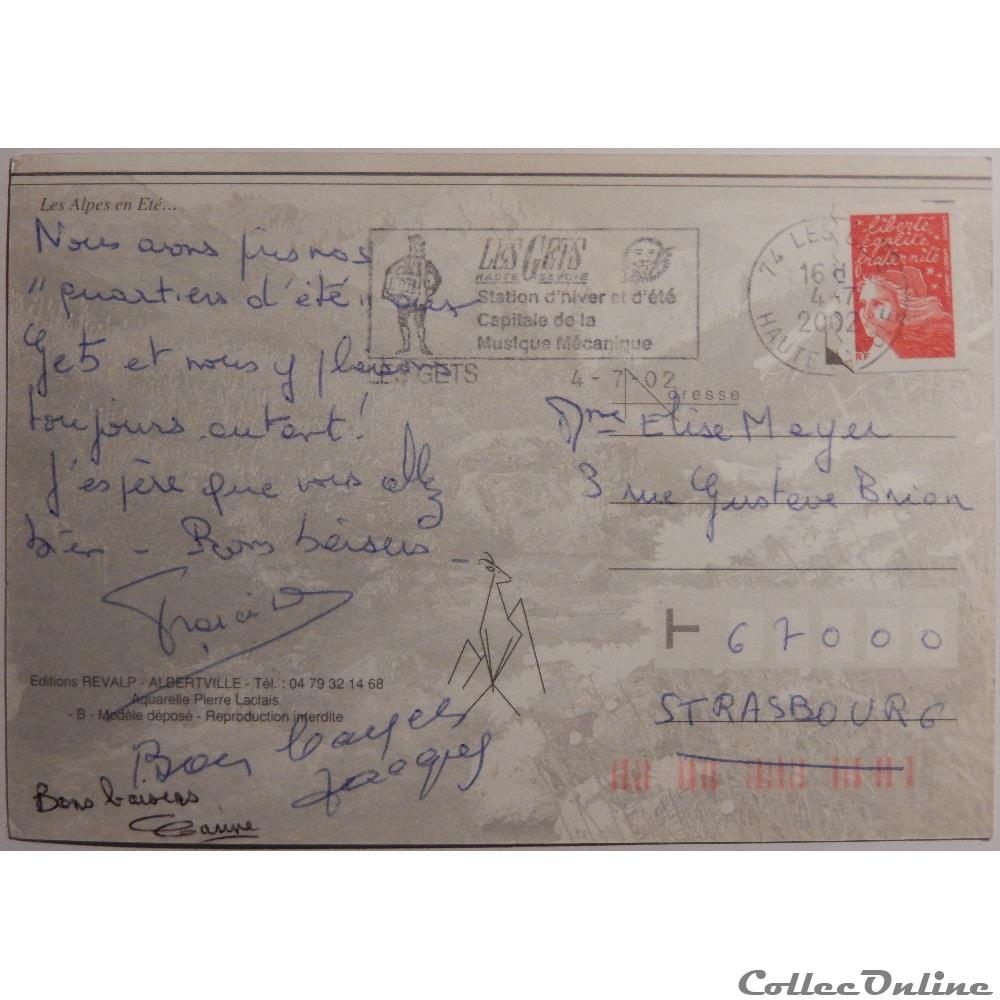 Les Alpes en Eté...
Nous avons pris nos
"quartiers d'été" aux
Gets et nous y plaisons
toujours autant!
J'espère que vous allez
bien - Bons baisers -
Editions REVALP - ALBERTVILLE - Tél. : 04 79 32 14 68
Aquarelle Pierre Laclais
- B - Modèle déposé - Reproduction interdite
Bons baisers
Jacques
Bons baisers
LES GETS
HAUTE SAVOIE
Station d'hiver et d'été
Capitale de la
Musique Mécanique
LES GETS 4-7-02
74 LES
16 H
4-7
2002
HAUTE
liberté
égalité
fraternité
RF
adresse
Mme Elise Meyer
3 rue Gustave Brion
67000
STRASBOURG
CollecOnline